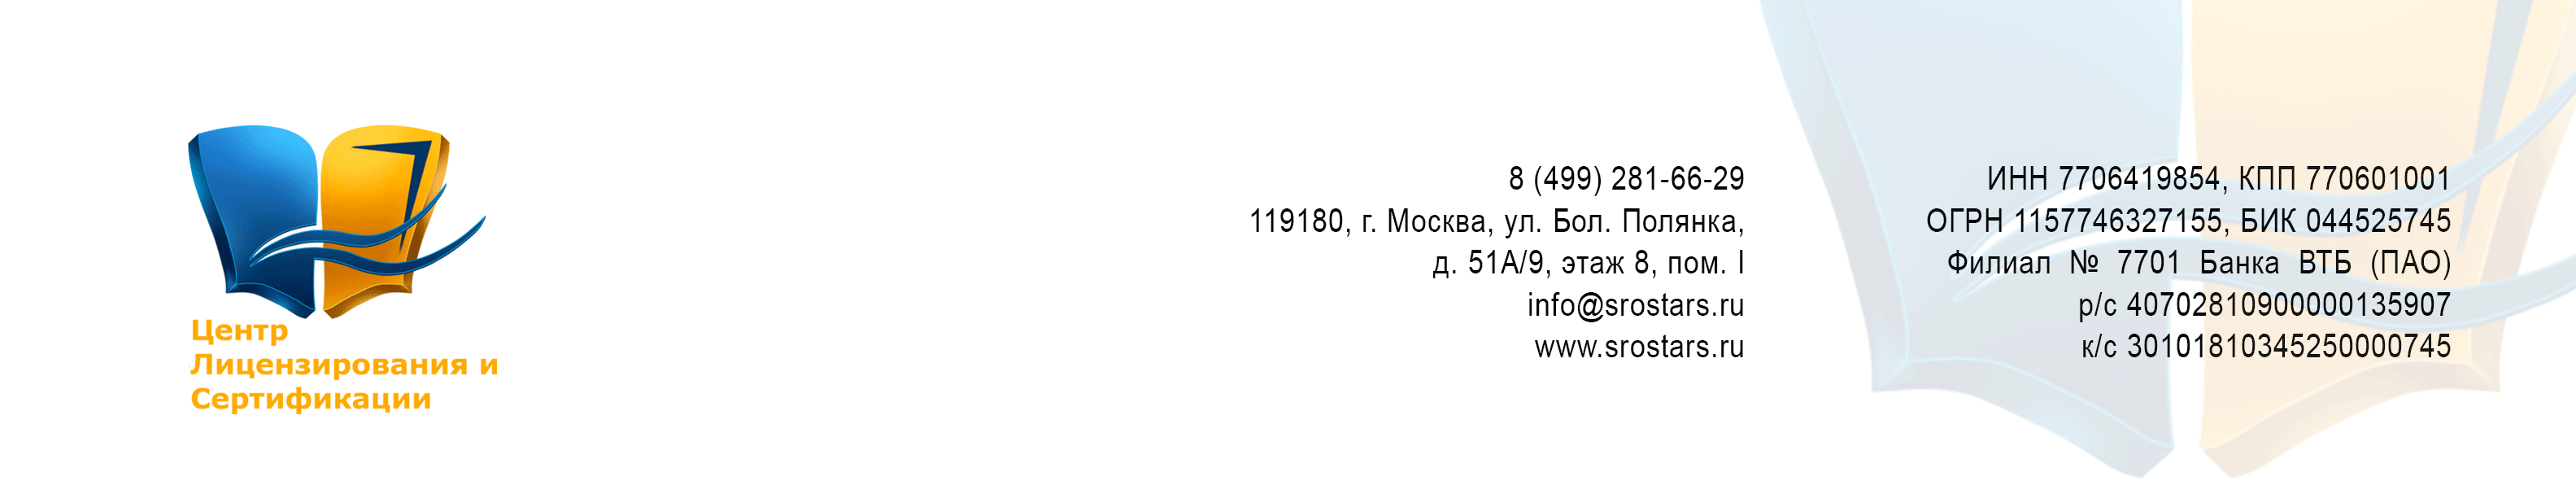 Центр
Лицензирования и
Сертификации
8 (499) 281-66-29
119180, г. Москва, ул. Бол. Полянка,
д. 51А/9, этаж 8, пом. I
info@srostars.ru
www.srostars.ru
ИНН 7706419854, КПП 770601001
ОГРН 1157746327155, БИК 044525745
Филиал № 7701 Банка ВТБ (ПАО)
р/с 40702810900000135907
к/с 30101810345250000745